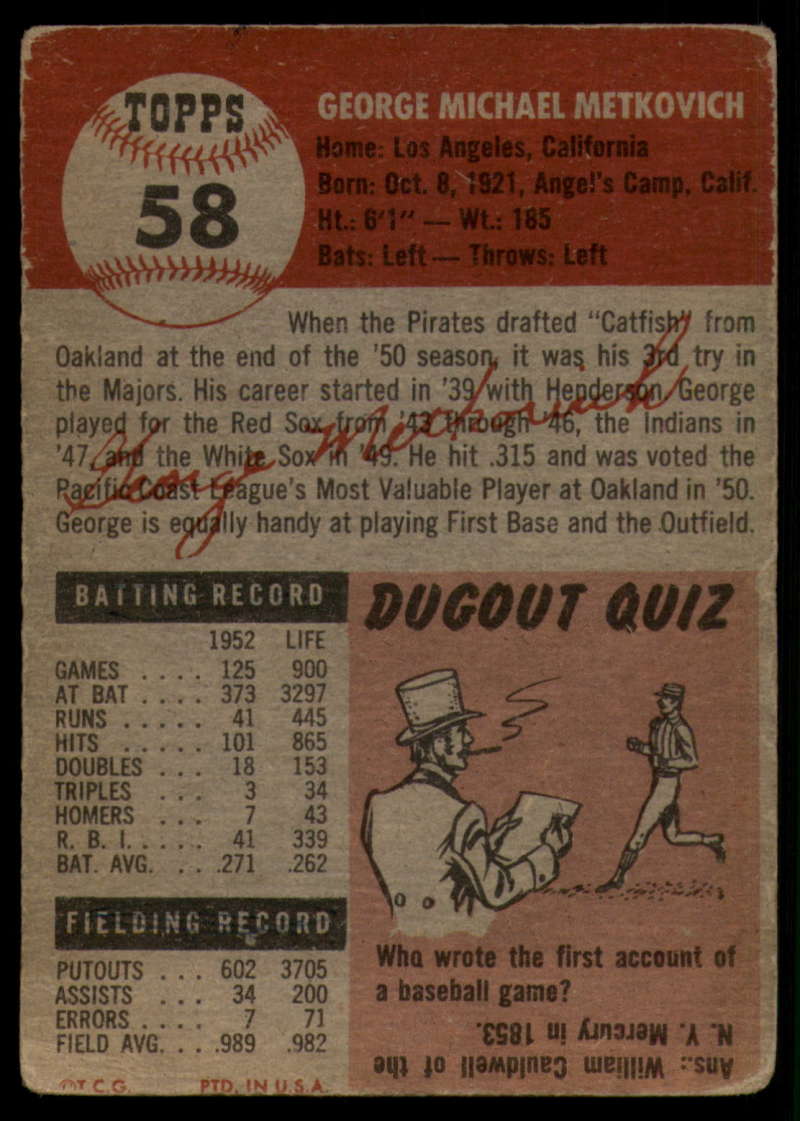 TOPPS
58
GEORGE MICHAEL METKOVICH
Home: Los Angeles, California
Born: Oct. 8, 1921, Angel's Camp, Calif.
Ht.: 6'1" — Wt.: 185
Bats: Left — Throws: Left
When the Pirates drafted "Catfish" from
Oakland at the end of the '50 season, it was his 3rd try in
the Majors. His career started in '39 with Henderson. George
played for the Red Sox from '43 through '46, the Indians in
'47, and the White Sox in '49. He hit .315 and was voted the
Pacific Coast League's Most Valuable Player at Oakland in '50.
George is equally handy at playing First Base and the Outfield.
George Metkovich
BATTING RECORD
1952 LIFE
GAMES .... 125 900
AT BAT .... 373 3297
RUNS ..... 41 445
HITS ..... 101 865
DOUBLES ... 18 153
TRIPLES ... 3 34
HOMERS ... 7 43
R. B. I. .... 41 339
BAT. AVG. .. .271 .262
FIELDING RECORD
PUTOUTS ... 602 3705
ASSISTS ... 34 200
ERRORS .... 7 71
FIELD AVG. .. .989 .982
©T.C.G. PTD. IN U.S.A.
DUGOUT QUIZ
Who wrote the first account of
a baseball game?
Ans.: William Cauldwell of the
N. Y. Mercury in 1853.